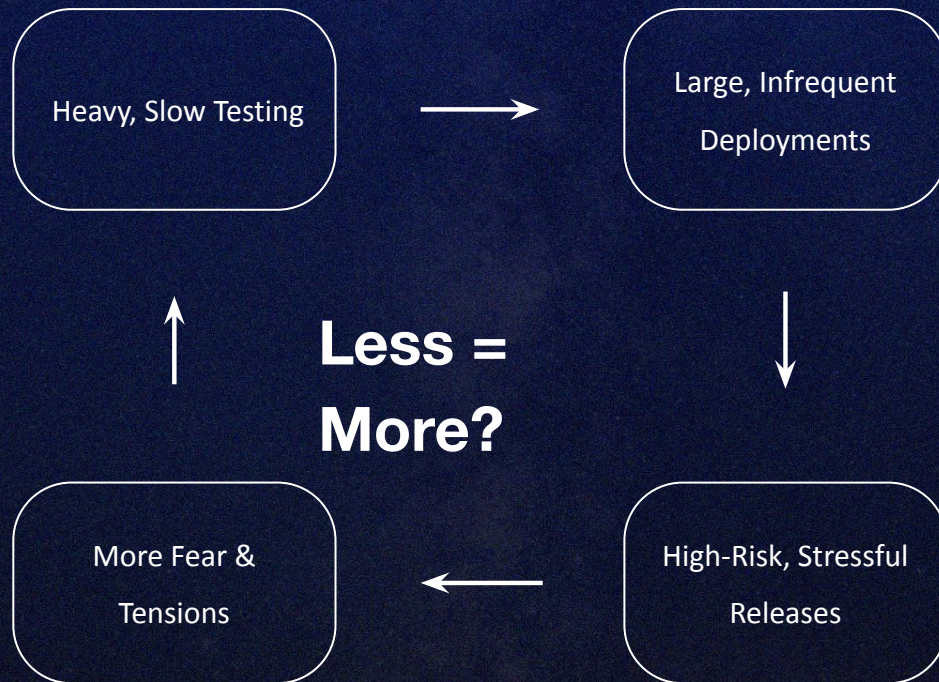 Heavy, Slow Testing
Large, Infrequent
Deployments
Less =
More?
More Fear &
Tensions
High-Risk, Stressful
Releases